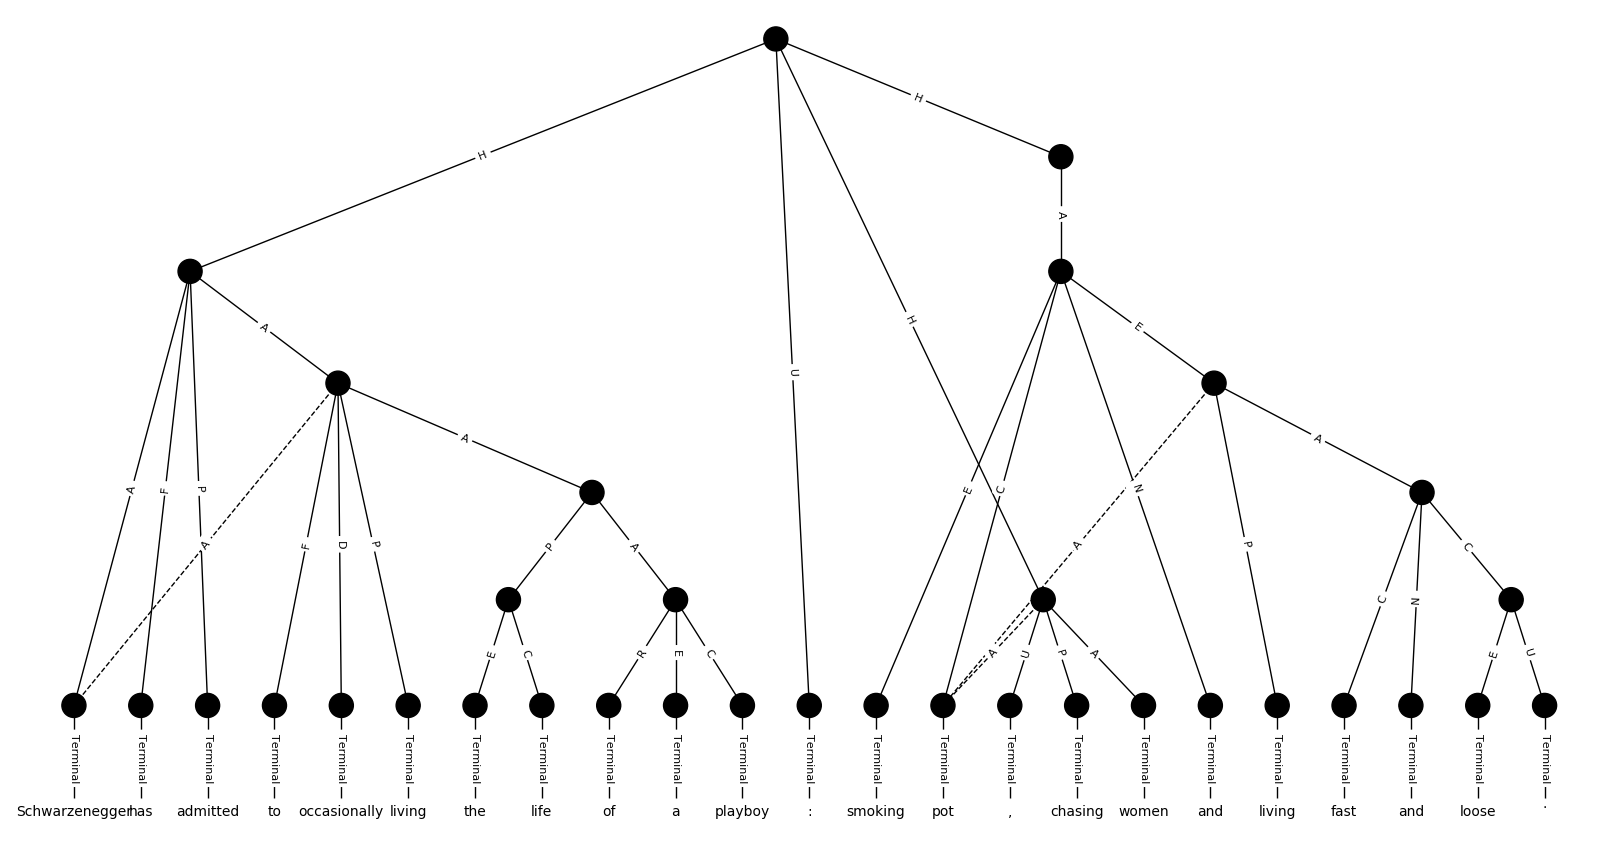 H
H
A
A
E
H
U
A
A
A
F
P
E
C
N
A
F
D
P
P
A
A
P
C
C
N
E
C
R
E
C
A
U
P
A
E
U
Terminal Terminal Terminal Terminal Terminal Terminal Terminal Terminal Terminal Terminal Terminal Terminal Terminal Terminal Terminal Terminal Terminal Terminal Terminal Terminal Terminal Terminal Terminal
Schwarzenegger has admitted to occasionally living the life of a playboy : smoking pot , chasing women and living fast and loose .